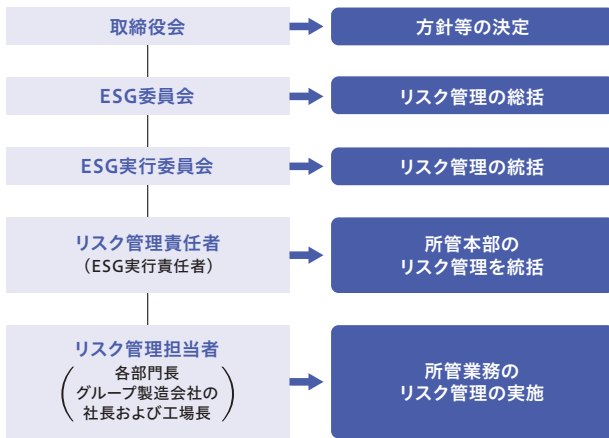 取締役会
方針等の決定
ESG委員会
リスク管理の総括
ESG実行委員会
リスク管理の統括
リスク管理責任者
（ESG実行責任者）
所管本部の
リスク管理を統括
リスク管理担当者
各部門長
グループ製造会社の
社長および工場長
所管業務の
リスク管理の実施